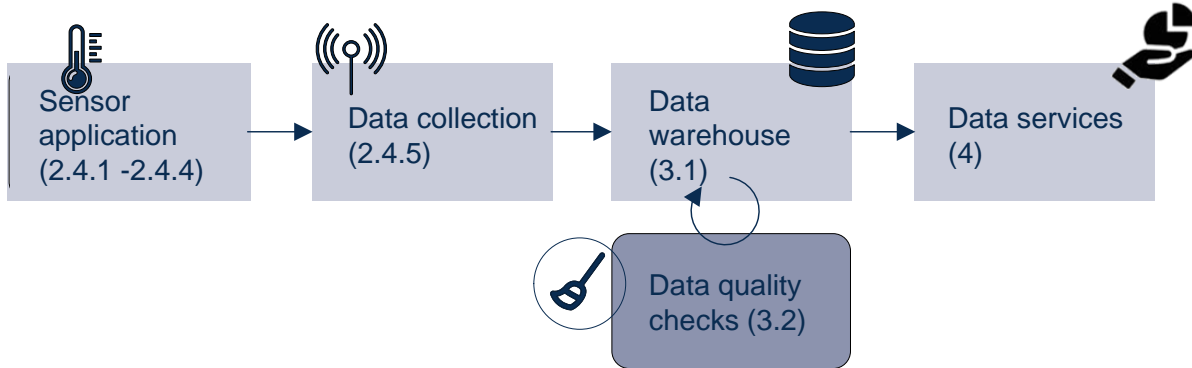 Sensor
application
(2.4.1 -2.4.4)
Data collection
(2.4.5)
Data
warehouse
(3.1)
Data services
(4)
Data quality
checks (3.2)